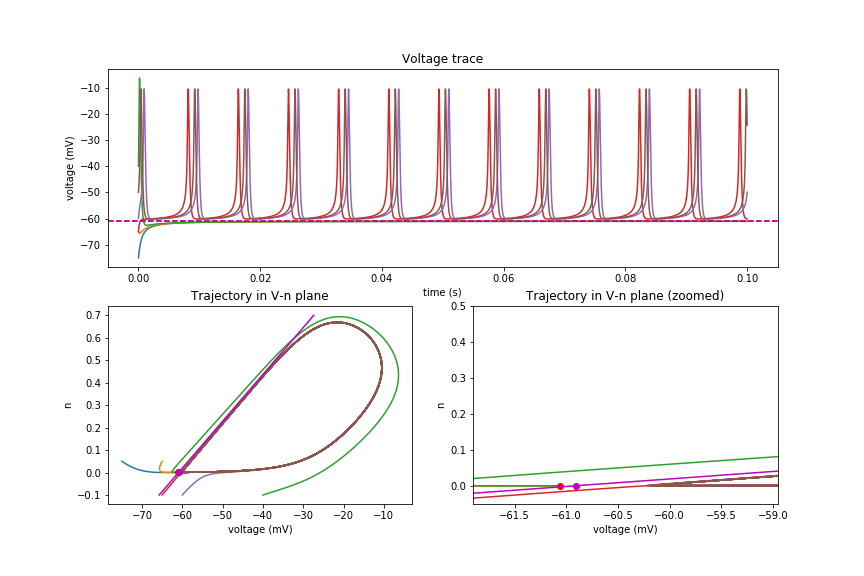 Voltage trace
voltage (mV)
−10
−20
−30
−40
−50
−60
−70
0.00 0.02 0.04 0.06 0.08 0.10
time (s)
Trajectory in V-n plane
n
0.7
0.6
0.5
0.4
0.3
0.2
0.1
0.0
−0.1
−70 −60 −50 −40 −30 −20 −10
voltage (mV)
Trajectory in V-n plane (zoomed)
n
0.5
0.4
0.3
0.2
0.1
0.0
−61.5 −61.0 −60.5 −60.0 −59.5 −59.0
voltage (mV)